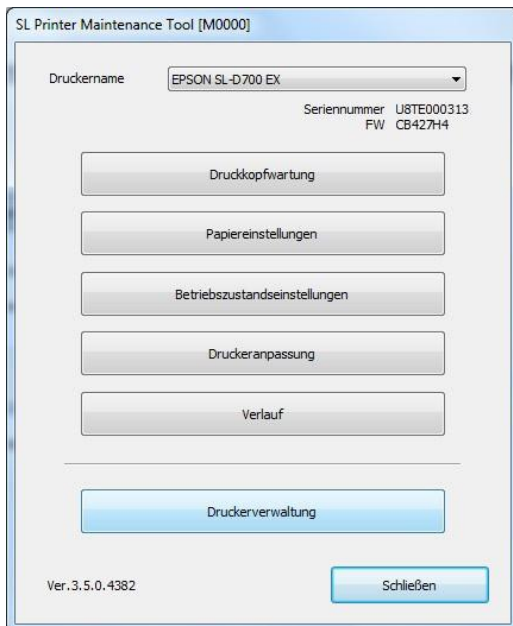 SL Printer Maintenance Tool [M0000]
Druckername EPSON SL-D700 EX
Seriennummer U8TE000313
FW CB427H4
Druckkopfwartung
Papiereinstellungen
Betriebszustandseinstellungen
Druckeranpassung
Verlauf
Druckerverwaltung
Ver.3.5.0.4382 Schließen